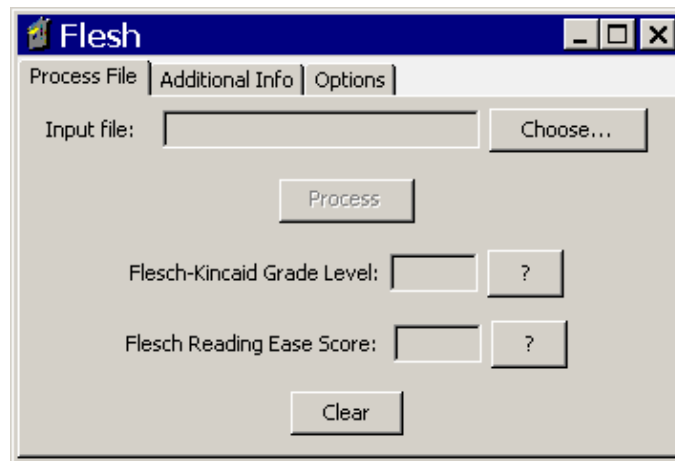 Flesh
Process File Additional Info Options
Input file: Choose...
Process
Flesch-Kincaid Grade Level: ?
Flesch Reading Ease Score: ?
Clear